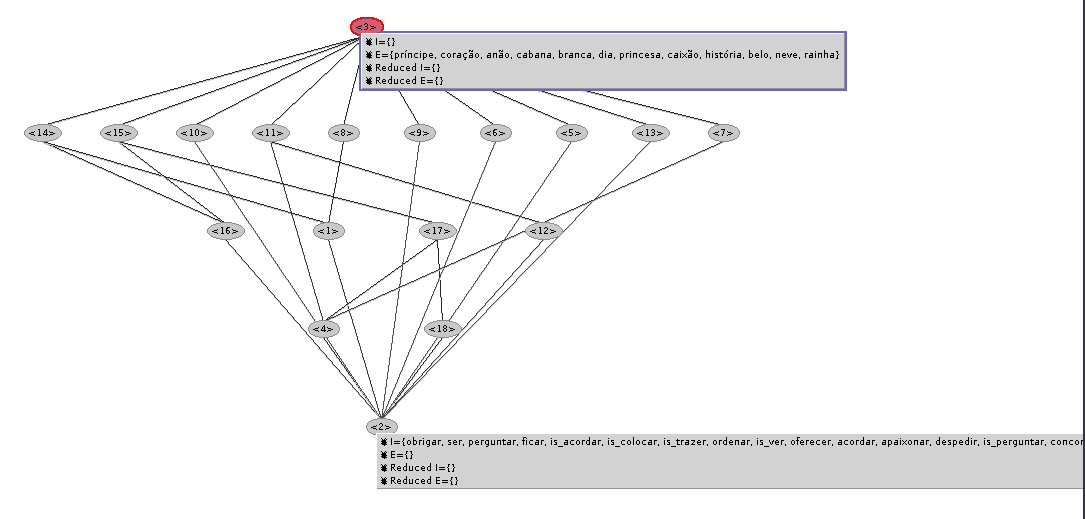 <3>
I={}
E={príncipe, coração, anão, cabana, branca, dia, princesa, caixão, história, belo, neve, rainha}
Reduced I={}
Reduced E={}
<14> <15> <10> <11> <8> <9> <6> <5> <13> <7>
<16> <1> <17> <12>
<4> <18>
<2>
I={obrigar, ser, perguntar, ficar, is_acordar, is_colocar, is_trazer, ordenar, is_ver, oferecer, acordar, apaixonar, despedir, is_perguntar, concor
E={}
Reduced I={}
Reduced E={}